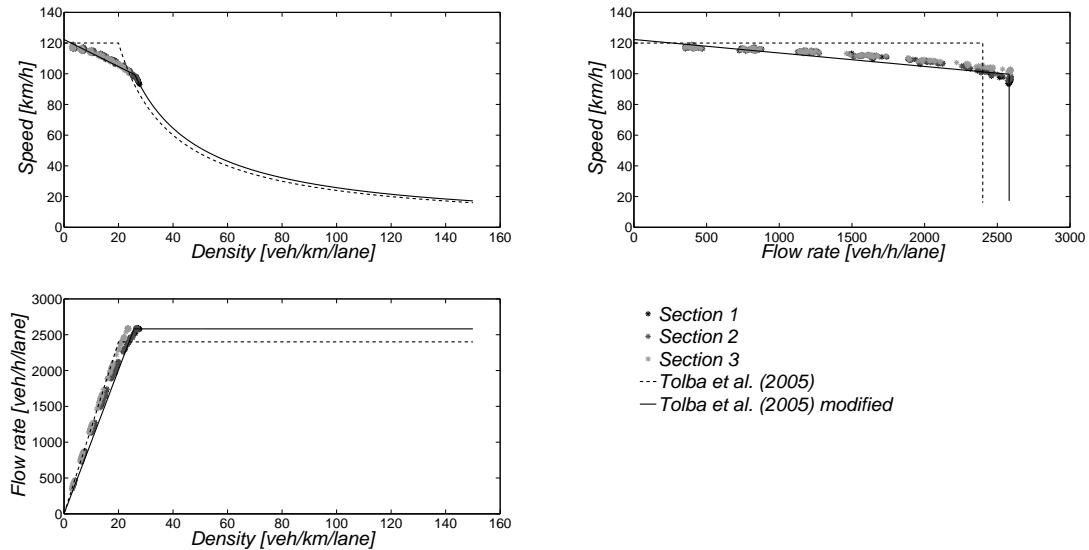 140
120
100
80
60
40
20
0
Speed [km/h]
0 20 40 60 80 100 120 140 160
Density [veh/km/lane]
140
120
100
80
60
40
20
0
Speed [km/h]
0 500 1000 1500 2000 2500 3000
Flow rate [veh/h/lane]
3000
2500
2000
1500
1000
500
0
Flow rate [veh/h/lane]
0 20 40 60 80 100 120 140 160
Density [veh/km/lane]
Section 1
Section 2
Section 3
Tolba et al. (2005)
Tolba et al. (2005) modified